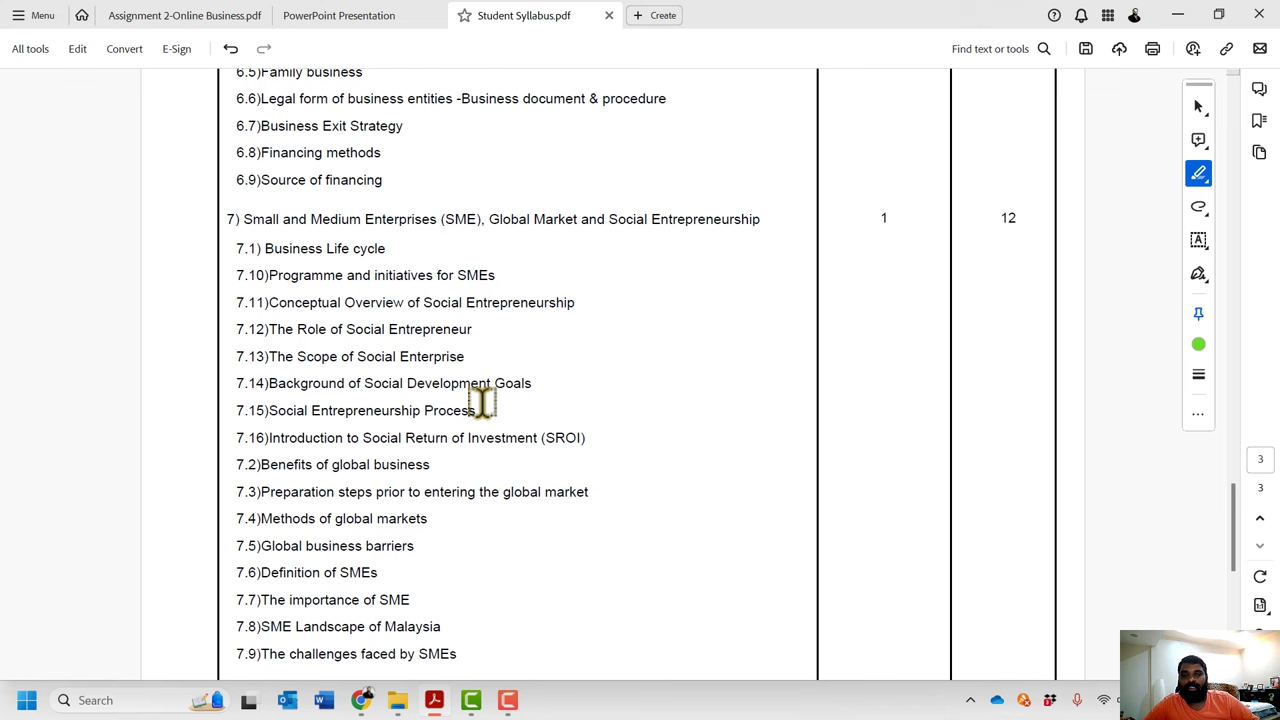 Menu
Assignment 2-Online Business.pdf
PowerPoint Presentation
Student Syllabus.pdf
Create
All tools
Edit
Convert
E-Sign
Find text or tools
6.5)Family business
6.6)Legal form of business entities -Business document & procedure
6.7)Business Exit Strategy
6.8)Financing methods
6.9)Source of financing
7) Small and Medium Enterprises (SME), Global Market and Social Entrepreneurship 1 12
7.1) Business Life cycle
7.10)Programme and initiatives for SMEs
7.11)Conceptual Overview of Social Entrepreneurship
7.12)The Role of Social Entrepreneur
7.13)The Scope of Social Enterprise
7.14)Background of Social Development Goals
7.15)Social Entrepreneurship Process
7.16)Introduction to Social Return of Investment (SROI)
7.2)Benefits of global business
7.3)Preparation steps prior to entering the global market
7.4)Methods of global markets
7.5)Global business barriers
7.6)Definition of SMEs
7.7)The importance of SME
7.8)SME Landscape of Malaysia
7.9)The challenges faced by SMEs
3
3
Search